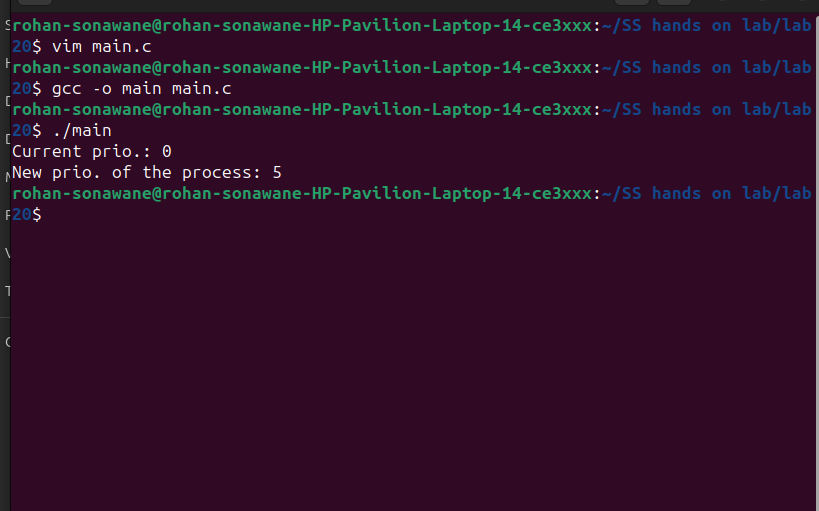 rohan-sonawane@rohan-sonawane-HP-Pavilion-Laptop-14-ce3xxx:~/SS hands on lab/lab
20$ vim main.c
rohan-sonawane@rohan-sonawane-HP-Pavilion-Laptop-14-ce3xxx:~/SS hands on lab/lab
20$ gcc -o main main.c
rohan-sonawane@rohan-sonawane-HP-Pavilion-Laptop-14-ce3xxx:~/SS hands on lab/lab
20$ ./main
Current prio.: 0
New prio. of the process: 5
rohan-sonawane@rohan-sonawane-HP-Pavilion-Laptop-14-ce3xxx:~/SS hands on lab/lab
20$